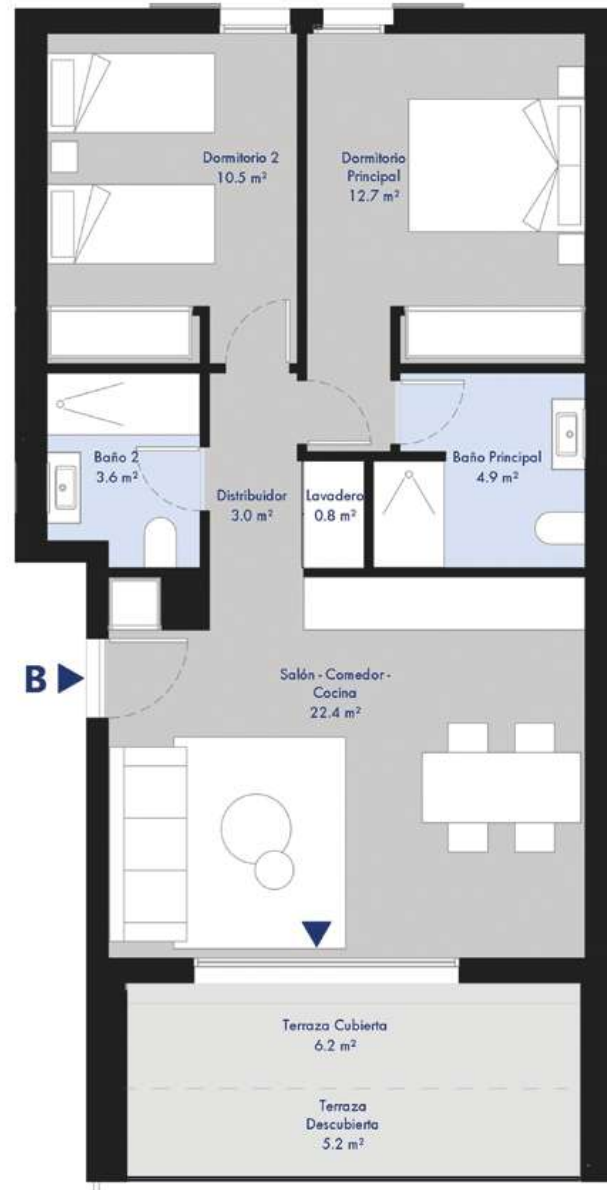 Dormitorio 2
10.5 m²
Dormitorio
Principal
12.7 m²
Baño 2
3.6 m²
Distribuidor
3.0 m²
Lavadero
0.8 m²
Baño Principal
4.9 m²
B
Salón - Comedor -
Cocina
22.4 m²
Terraza Cubierta
6.2 m²
Terraza
Descubierta
5.2 m²